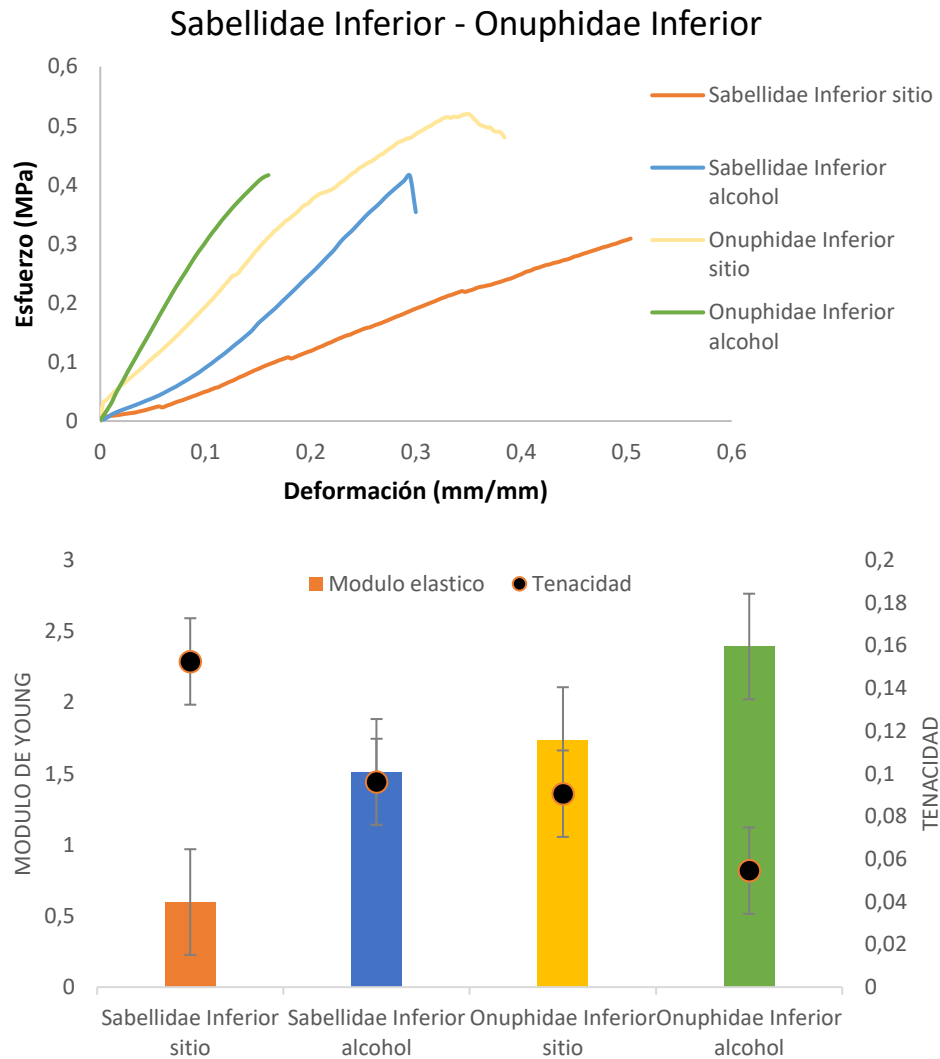 Sabellidae Inferior - Onuphidae Inferior
0,6
0,5
0,4
0,3
0,2
0,1
0
Esfuerzo (MPa)
0 0,1 0,2 0,3 0,4 0,5 0,6
Deformación (mm/mm)
Sabellidae Inferior sitio
Sabellidae Inferior
alcohol
Onuphidae Inferior
sitio
Onuphidae Inferior
alcohol
3
2,5
2
1,5
1
0,5
0
MODULO DE YOUNG
Modulo elastico Tenacidad
0,2
0,18
0,16
0,14
0,12
0,1
0,08
0,06
0,04
0,02
0
TENACIDAD
Sabellidae Inferior Sabellidae Inferior Onuphidae Inferior Onuphidae Inferior
sitio alcohol sitio alcohol